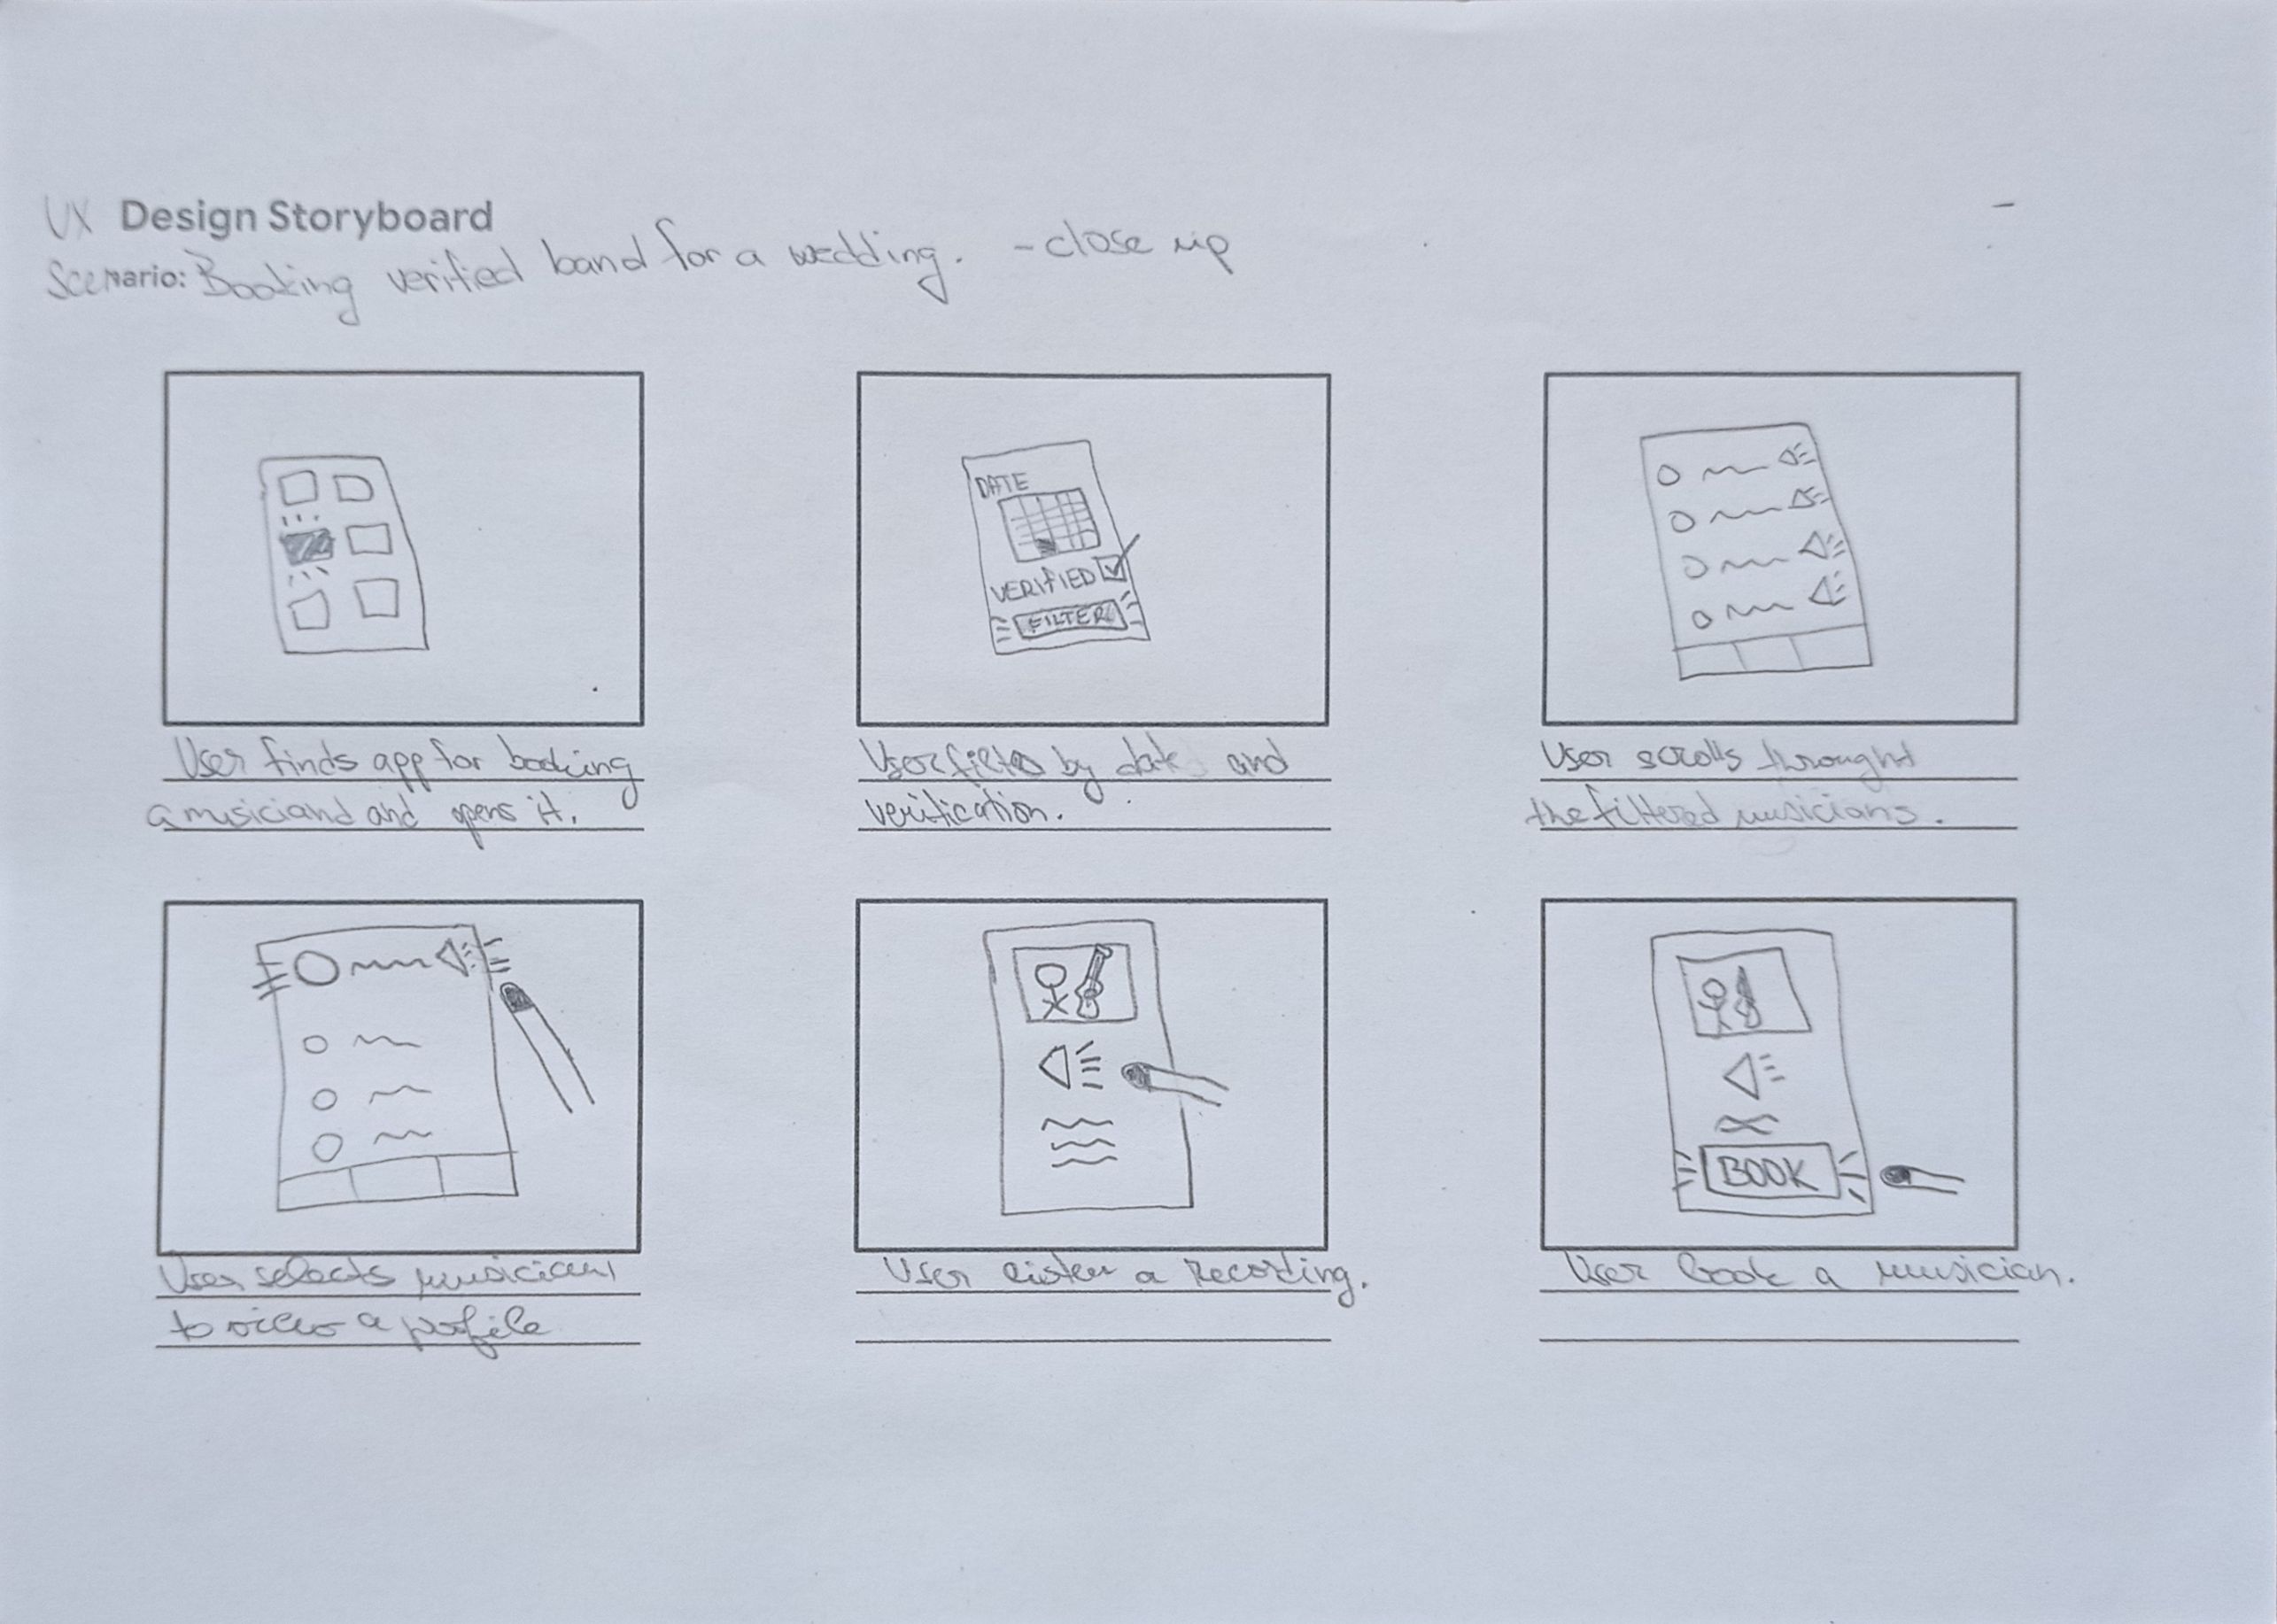 UX Design Storyboard
Scenario: Booking verified band for a wedding. - close up
DATE
VERIFIED
FILTER
User finds app for booking
a musiciand and opens it.
User filters by date and
verification.
User scrolls throught
the filtered musicians.
BOOK
User selects musician
to view a profile
User listen a recording.
User book a musician.